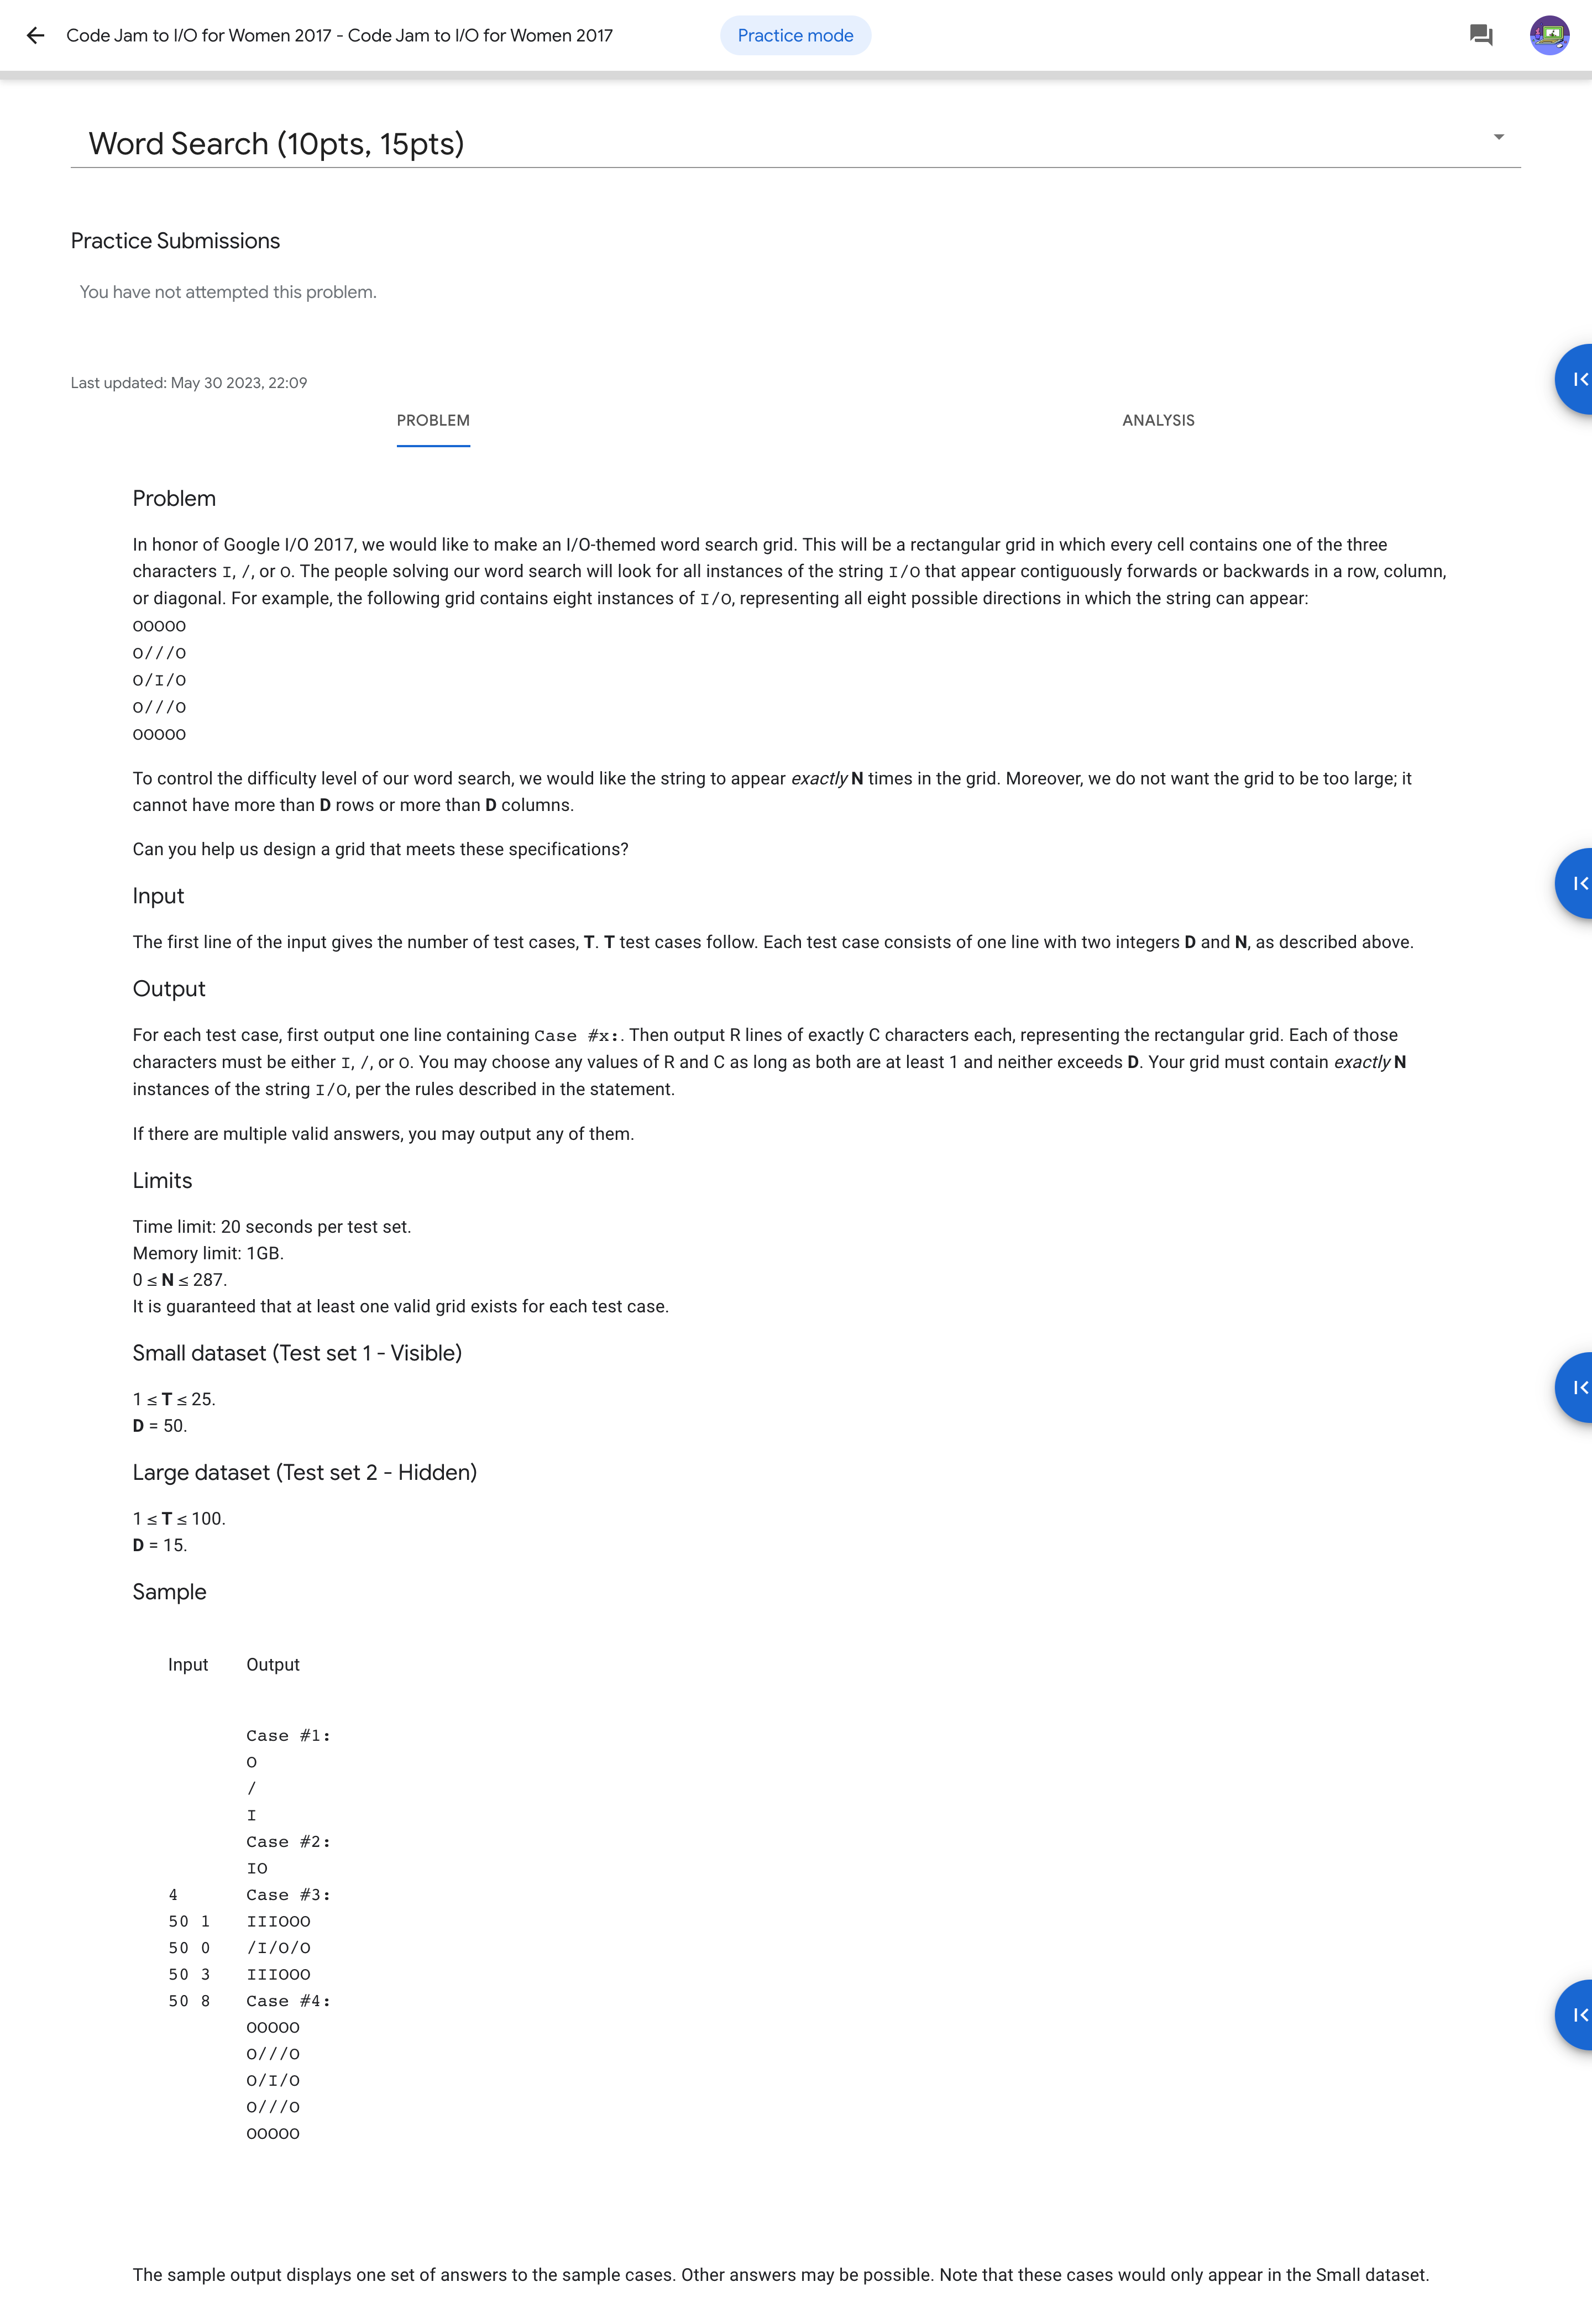 Code Jam to I/O for Women 2017 - Code Jam to I/O for Women 2017
Practice mode
Word Search (10pts, 15pts)
Practice Submissions
You have not attempted this problem.
Last updated: May 30 2023, 22:09
PROBLEM
ANALYSIS
Problem
In honor of Google I/O 2017, we would like to make an I/O-themed word search grid. This will be a rectangular grid in which every cell contains one of the three
characters I, /, or O. The people solving our word search will look for all instances of the string I/O that appear contiguously forwards or backwards in a row, column,
or diagonal. For example, the following grid contains eight instances of I/O, representing all eight possible directions in which the string can appear:
OOOOO
O///O
O/I/O
O///O
OOOOO
To control the difficulty level of our word search, we would like the string to appear exactly N times in the grid. Moreover, we do not want the grid to be too large; it
cannot have more than D rows or more than D columns.
Can you help us design a grid that meets these specifications?
Input
The first line of the input gives the number of test cases, T. T test cases follow. Each test case consists of one line with two integers D and N, as described above.
Output
For each test case, first output one line containing Case #x:. Then output R lines of exactly C characters each, representing the rectangular grid. Each of those
characters must be either I, /, or O. You may choose any values of R and C as long as both are at least 1 and neither exceeds D. Your grid must contain exactly N
instances of the string I/O, per the rules described in the statement.
If there are multiple valid answers, you may output any of them.
Limits
Time limit: 20 seconds per test set.
Memory limit: 1GB.
0 ≤ N ≤ 287.
It is guaranteed that at least one valid grid exists for each test case.
Small dataset (Test set 1 - Visible)
1 ≤ T ≤ 25.
D = 50.
Large dataset (Test set 2 - Hidden)
1 ≤ T ≤ 100.
D = 15.
Sample
Input Output
Case #1:
O
/
I
Case #2:
IO
4 Case #3:
50 1 IIIOOO
50 0 /I/O/O
50 3 IIIOOO
50 8 Case #4:
OOOOO
O///O
O/I/O
O///O
OOOOO
The sample output displays one set of answers to the sample cases. Other answers may be possible. Note that these cases would only appear in the Small dataset.